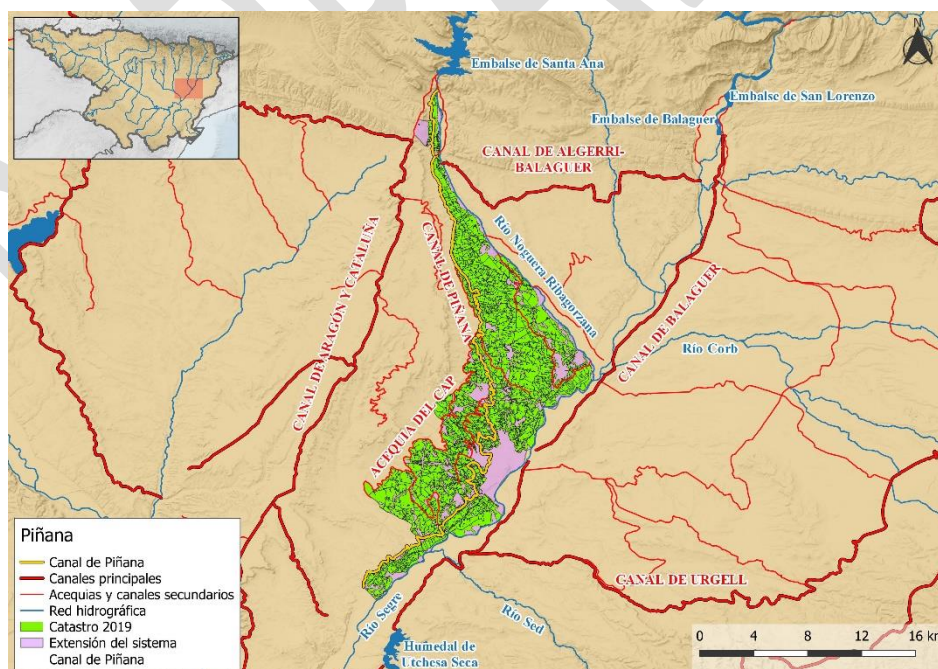 N
Embalse de Santa Ana
Embalse de San Lorenzo
Embalse de Balaguer
CANAL DE ALGERRI-
BALAGUER
Río Noguera Ribagorzana
CANAL DE ARAGÓN Y CATALUÑA
CANAL DE PIÑANA
CANAL DE BALAGUER
Río Corb
ACEQUIA DEL CAP
CANAL DE URGELL
Río Segre
Río Sed
Humedal de
Utchesa Seca
Piñana
Canal de Piñana
Canales principales
Acequias y canales secundarios
Red hidrográfica
Catastro 2019
Extensión del sistema
Canal de Piñana
0 4 8 12 16 km